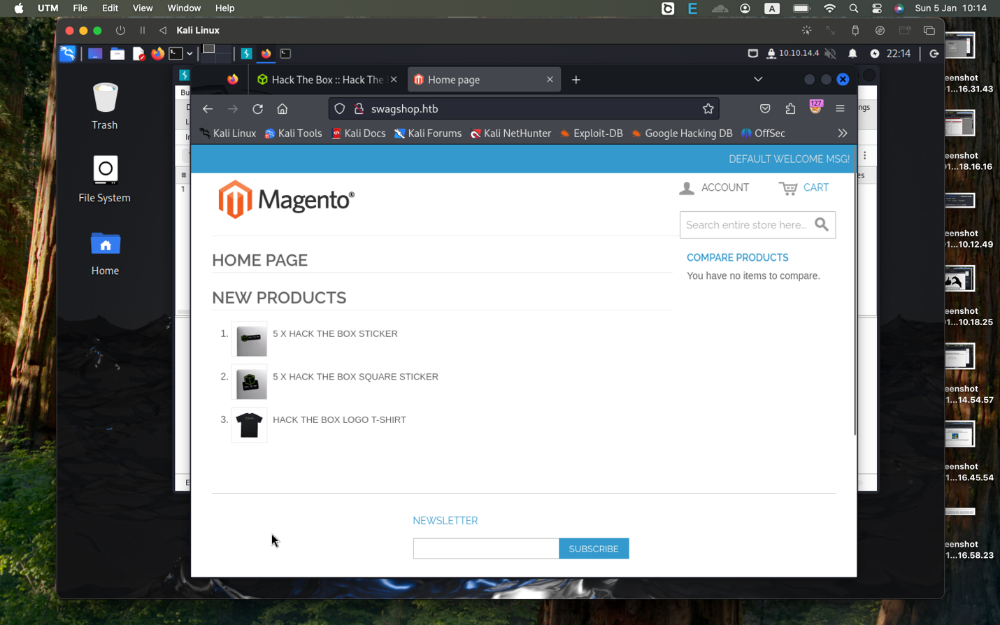 UTM File Edit View Window Help
A
Sun 5 Jan 10:14
Kali Linux
10.10.14.4
22:14
Trash
File System
Home
Bu
#
1
ngs
es
Hack The Box :: Hack The
Home page
swagshop.htb
127.
Kali Linux Kali Tools Kali Docs Kali Forums Kali NetHunter Exploit-DB Google Hacking DB OffSec
DEFAULT WELCOME MSG!
Magento®
ACCOUNT CART
Search entire store here...
HOME PAGE
COMPARE PRODUCTS
You have no items to compare.
NEW PRODUCTS
1. 5 X HACK THE BOX STICKER
2. 5 X HACK THE BOX SQUARE STICKER
3. HACK THE BOX LOGO T-SHIRT
NEWSLETTER
SUBSCRIBE
eenshot
1...16.31.43
eenshot
1...18.16.16
eenshot
1...10.12.49
eenshot
1...10.18.25
eenshot
1...14.54.57
eenshot
1...16.45.54
eenshot
1...16.58.23